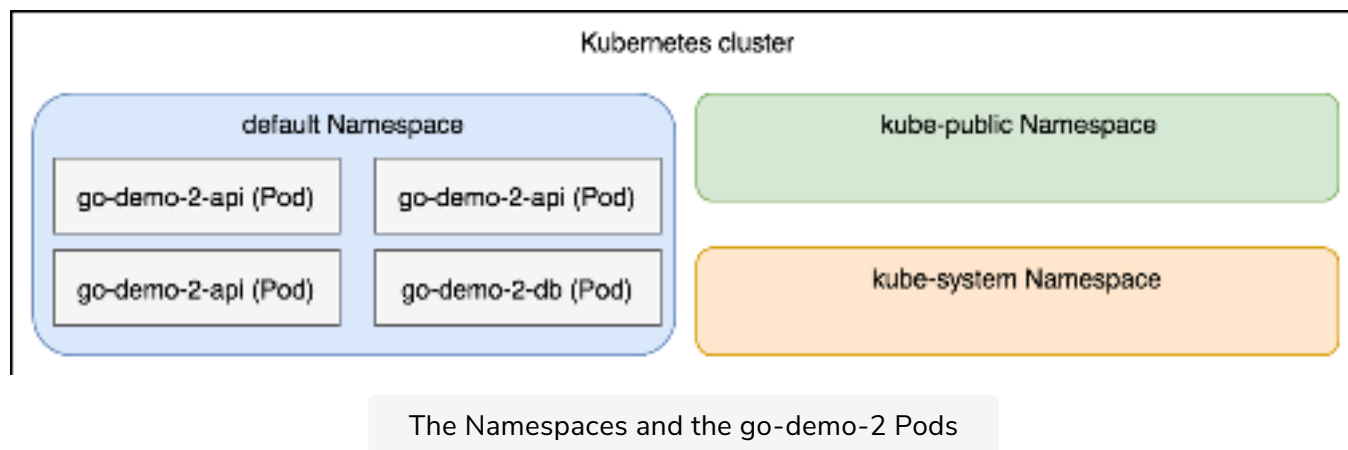 Kubernetes cluster
default Namespace
go-demo-2-api (Pod)
go-demo-2-api (Pod)
go-demo-2-api (Pod)
go-demo-2-db (Pod)
kube-public Namespace
kube-system Namespace
The Namespaces and the go-demo-2 Pods